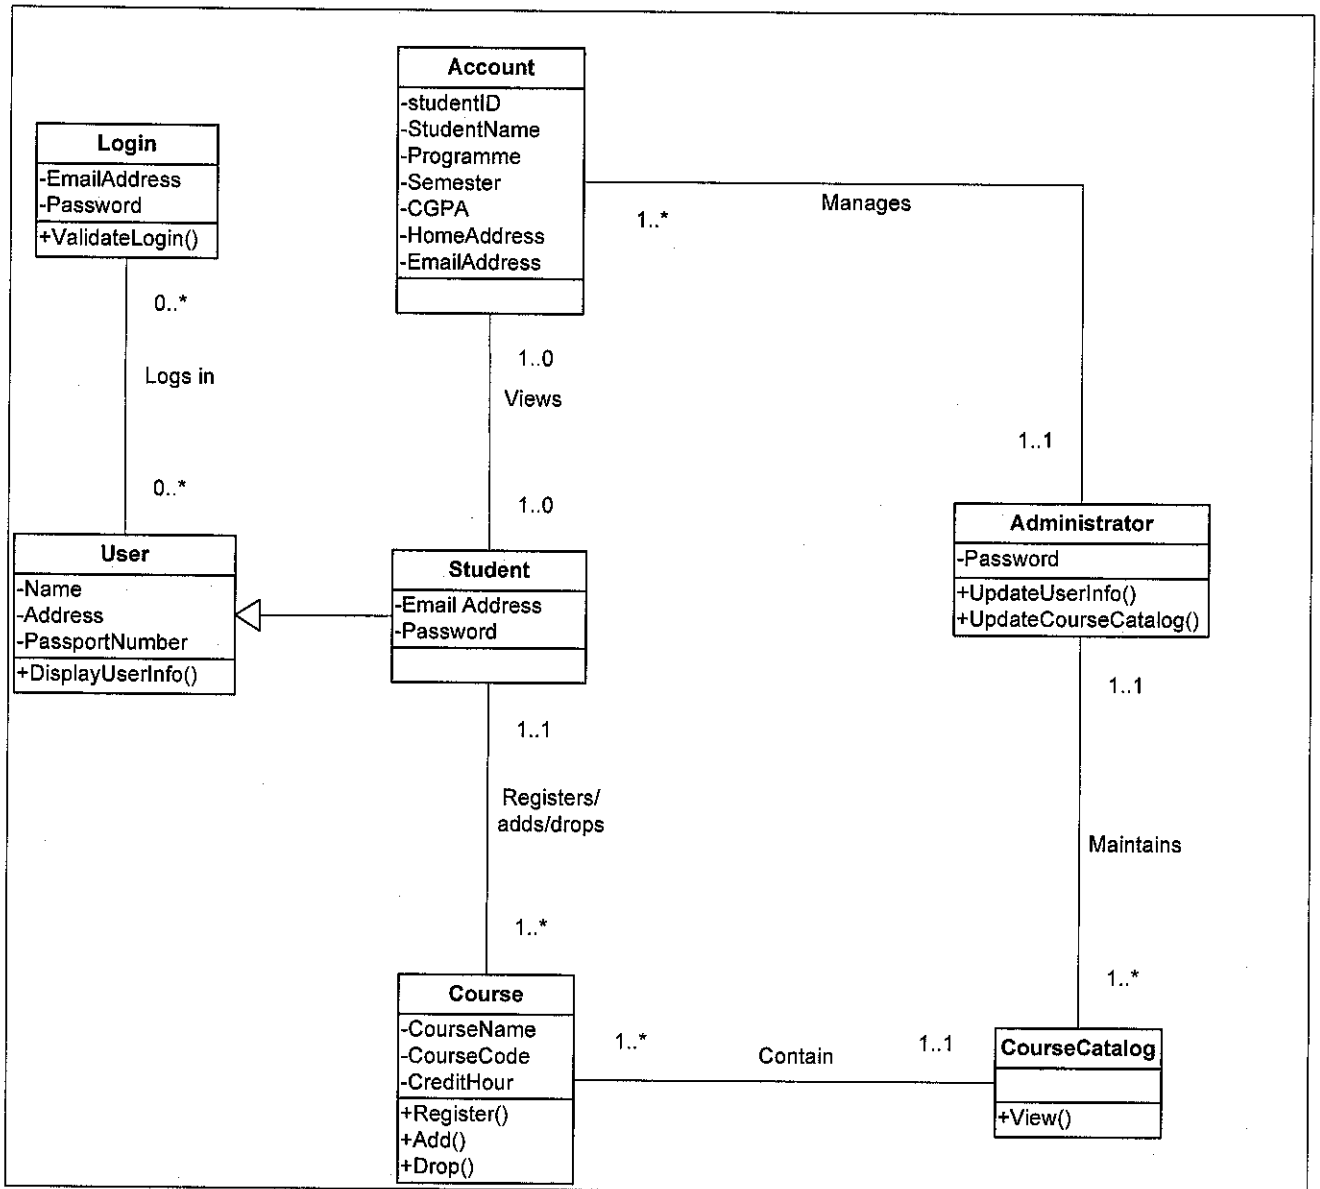 Account
-studentID
-StudentName
-Programme
-Semester
-CGPA
-HomeAddress
-EmailAddress
Login
-EmailAddress
-Password
+ValidateLogin()
Manages
1..*
0..*
Logs in
0..*
1..0
Views
1..0
1..1
User
-Name
-Address
-PassportNumber
+DisplayUserInfo()
Student
-Email Address
-Password
Administrator
-Password
+UpdateUserInfo()
+UpdateCourseCatalog()
1..1
Registers/
adds/drops
1..*
1..1
Maintains
1..*
Course
-CourseName
-CourseCode
-CreditHour
+Register()
+Add()
+Drop()
1..*
Contain
1..1
CourseCatalog
+View()